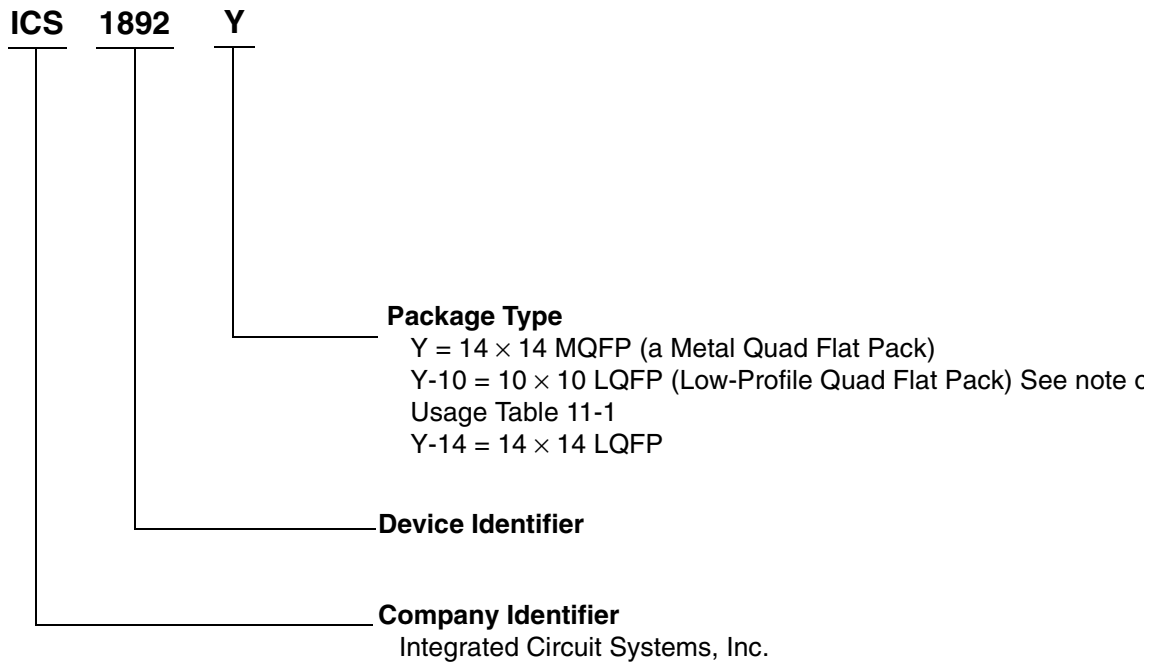 ICS 1892 Y
Package Type
Y = 14 × 14 MQFP (a Metal Quad Flat Pack)
Y-10 = 10 × 10 LQFP (Low-Profile Quad Flat Pack) See note
Usage Table 11-1
Y-14 = 14 × 14 LQFP
Device Identifier
Company Identifier
Integrated Circuit Systems, Inc.